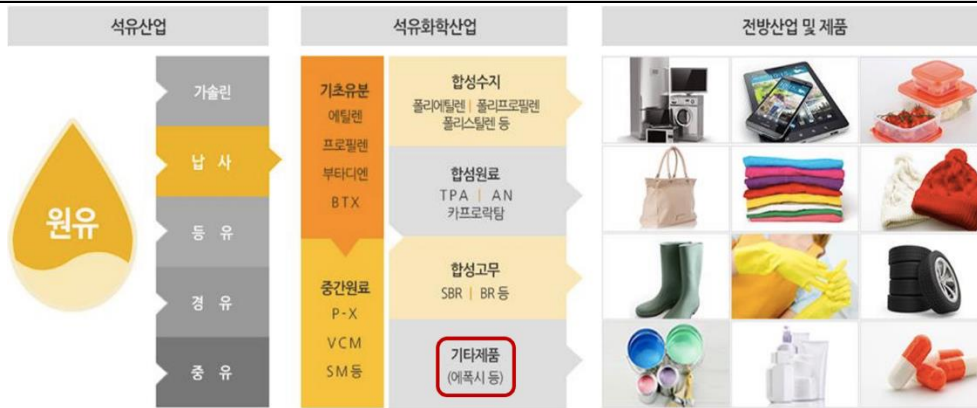 석유산업
석유화학산업
전방산업 및 제품
원유
가솔린
납 사
등 유
경 유
중 유
기초유분
에틸렌
프로필렌
부타디엔
BTX
중간원료
P-X
VCM
SM 등
합성수지
폴리에틸렌 | 폴리프로필렌
폴리스틸렌 등
합섬원료
TPA | AN
카프로락탐
합성고무
SBR | BR 등
기타제품
(에폭시 등)